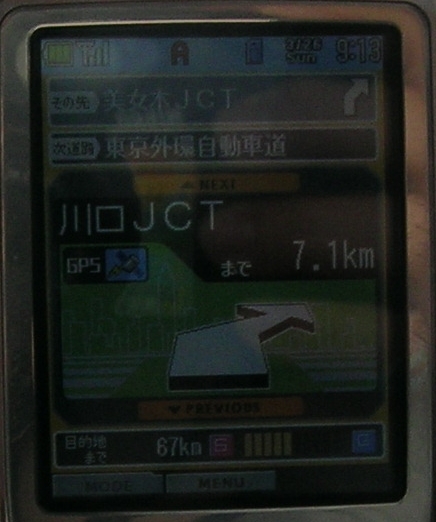 A 3/26 Sun 9:13
その先 美女木JCT
次道路 東京外環自動車道
▲ NEXT
川口JCT
GPS まで 7.1km
▼ PREVIOUS
目的地まで 67km S G
MODE MENU